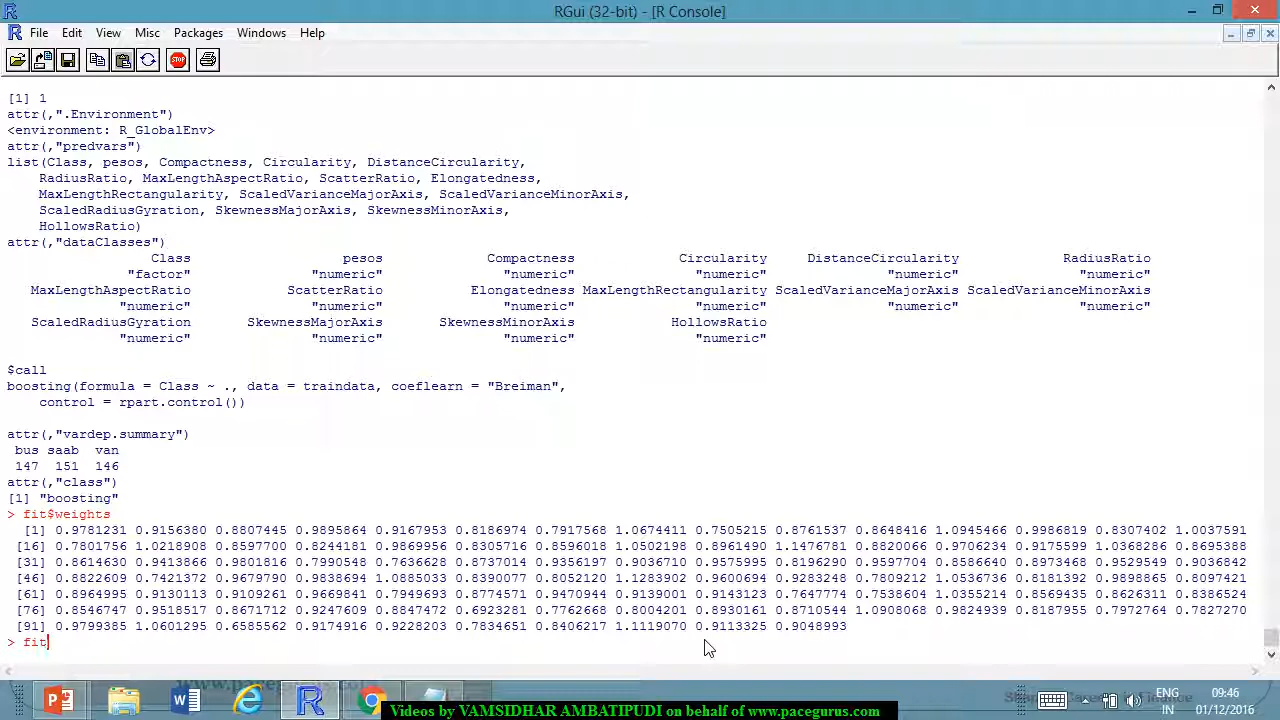 RGui (32-bit) - [R Console]
File Edit View Misc Packages Windows Help
STOP
[1] 1
attr(,".Environment")
<environment: R_GlobalEnv>
attr(,"predvars")
list(Class, pesos, Compactness, Circularity, DistanceCircularity,
RadiusRatio, MaxLengthAspectRatio, ScatterRatio, Elongatedness,
MaxLengthRectangularity, ScaledVarianceMajorAxis, ScaledVarianceMinorAxis,
ScaledRadiusGyration, SkewnessMajorAxis, SkewnessMinorAxis,
HollowsRatio)
attr(,"dataClasses")
Class pesos Compactness Circularity DistanceCircularity RadiusRatio
"factor" "numeric" "numeric" "numeric" "numeric" "numeric"
MaxLengthAspectRatio ScatterRatio Elongatedness MaxLengthRectangularity ScaledVarianceMajorAxis ScaledVarianceMinorAxis
"numeric" "numeric" "numeric" "numeric" "numeric" "numeric"
ScaledRadiusGyration SkewnessMajorAxis SkewnessMinorAxis HollowsRatio
"numeric" "numeric" "numeric" "numeric"
$call
boosting(formula = Class ~ ., data = traindata, coeflearn = "Breiman",
control = rpart.control())
attr(,"vardep.summary")
bus saab van
147 151 146
attr(,"class")
[1] "boosting"
> fit$weights
[1] 0.9781231 0.9156380 0.8807445 0.9895864 0.9167953 0.8186974 0.7917568 1.0674411 0.7505215 0.8761537 0.8648416 1.0945466 0.9986819 0.8307402 1.0037591
[16] 0.7801756 1.0218908 0.8597700 0.8244181 0.9869956 0.8305716 0.8596018 1.0502198 0.8961490 1.1476781 0.8820066 0.9706234 0.9175599 1.0368286 0.8695388
[31] 0.8614630 0.9413866 0.9801816 0.7990548 0.7636628 0.8737014 0.9356197 0.9036710 0.9575995 0.8196290 0.9597704 0.8586640 0.8973468 0.9529549 0.9036842
[46] 0.8822609 0.7421372 0.9679790 0.9838694 1.0885033 0.8390077 0.8052120 1.1283902 0.9600694 0.9283248 0.7809212 1.0536736 0.8181392 0.9898865 0.8097421
[61] 0.8964995 0.9130113 0.9109261 0.9669841 0.7949693 0.8774571 0.9470944 0.9139001 0.9143123 0.7647774 0.7538604 1.0355214 0.8569435 0.8626311 0.8386524
[76] 0.8546747 0.9518517 0.8671712 0.9247609 0.8847472 0.6923281 0.7762668 0.8004201 0.8930161 0.8710544 1.0908068 0.9824939 0.8187955 0.7972764 0.7827270
[91] 0.9799385 1.0601295 0.6585562 0.9174916 0.9228203 0.7834651 0.8406217 1.1119070 0.9113325 0.9048993
> fit
ENG 09:46
IN 01/12/2016
Videos by VAMSIDHAR AMBATIPUDI on behalf of www.pacegurus.com